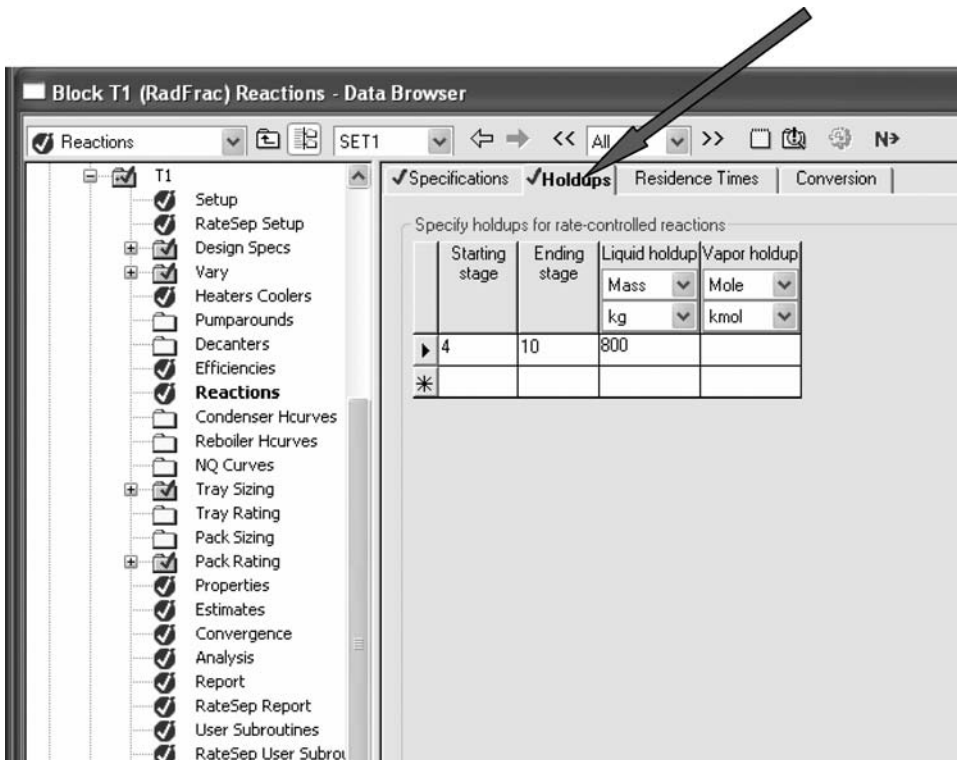 Block T1 (RadFrac) Reactions - Data Browser
Reactions SET1 << All >> N
Specifications Holdups Residence Times Conversion
Specify holdups for rate-controlled reactions
Starting stage Ending stage Liquid holdup Vapor holdup
Mass Mole
kg kmol
4 10 800
T1
Setup
RateSep Setup
Design Specs
Vary
Heaters Coolers
Pumparounds
Decanters
Efficiencies
Reactions
Condenser Hcurves
Reboiler Hcurves
NQ Curves
Tray Sizing
Tray Rating
Pack Sizing
Pack Rating
Properties
Estimates
Convergence
Analysis
Report
RateSep Report
User Subroutines
RateSep User Subrou